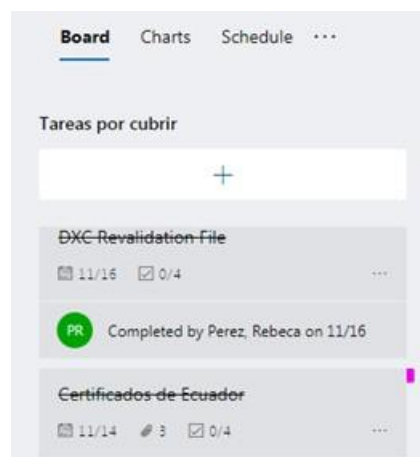 Board Charts Schedule ...
Tareas por cubrir
DXC Revalidation File
11/16 0/4
PR Completed by Perez, Rebeca on 11/16
Certificados de Ecuador
11/14 3 0/4